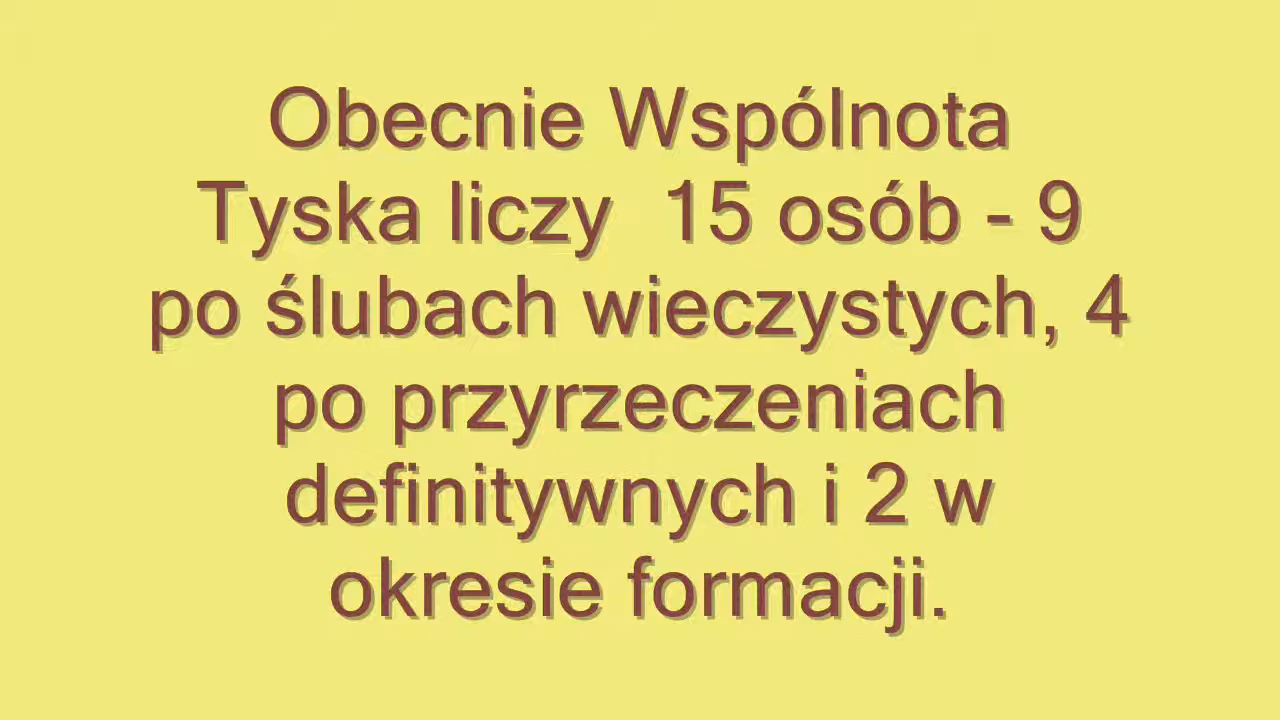 Obecnie Wspólnota
Tyska liczy  15 osób - 9
po ślubach wieczystych, 4
po przyrzeczeniach
definitywnych i 2 w
okresie formacji.